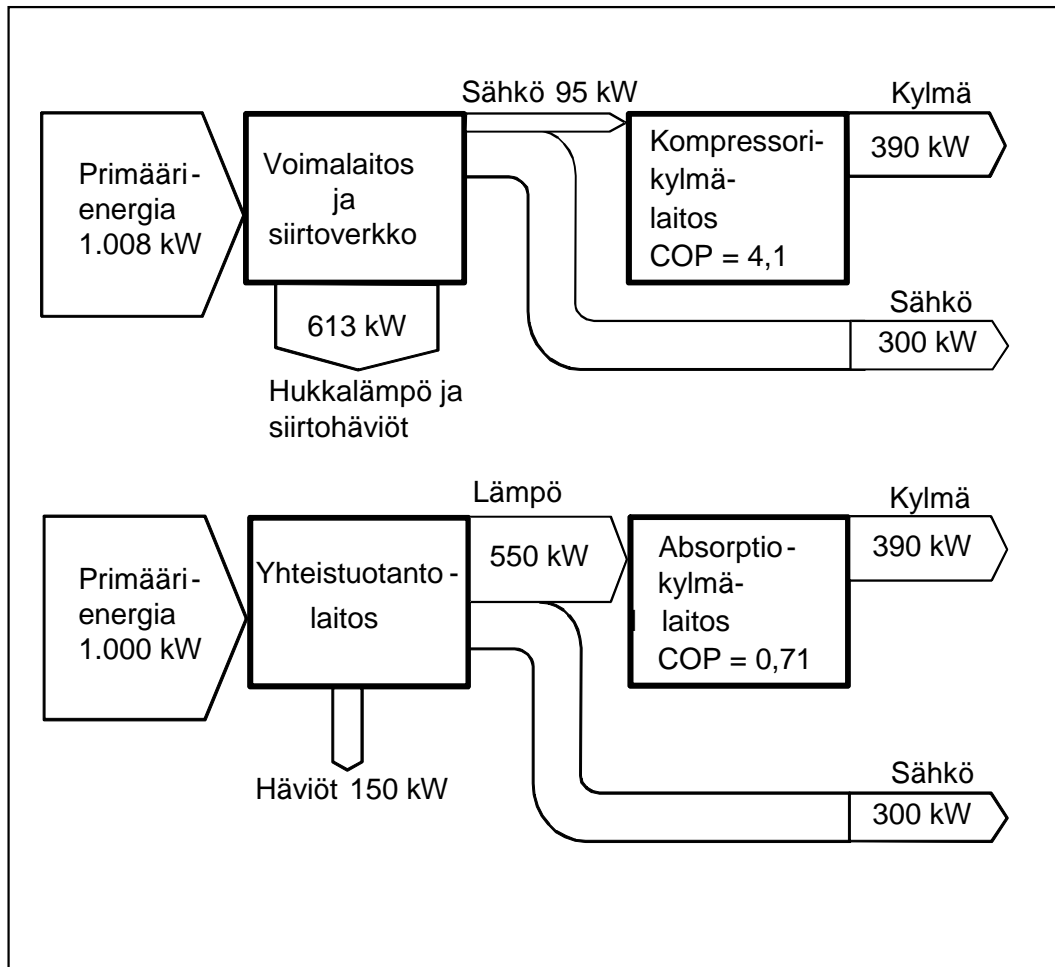 Sähkö 95 kW
Kylmä
Primääri-
energia
1.008 kW
Voimalaitos
ja
siirtoverkko
Kompressori-
kylmä-
laitos
COP = 4,1
390 kW
613 kW
Sähkö
300 kW
Hukkalämpö ja
siirtohäviöt
Lämpö
Kylmä
Primääri-
energia
1.000 kW
Yhteistuotanto-
laitos
550 kW
Absorptio-
kylmä-
laitos
COP = 0,71
390 kW
Häviöt 150 kW
Sähkö
300 kW